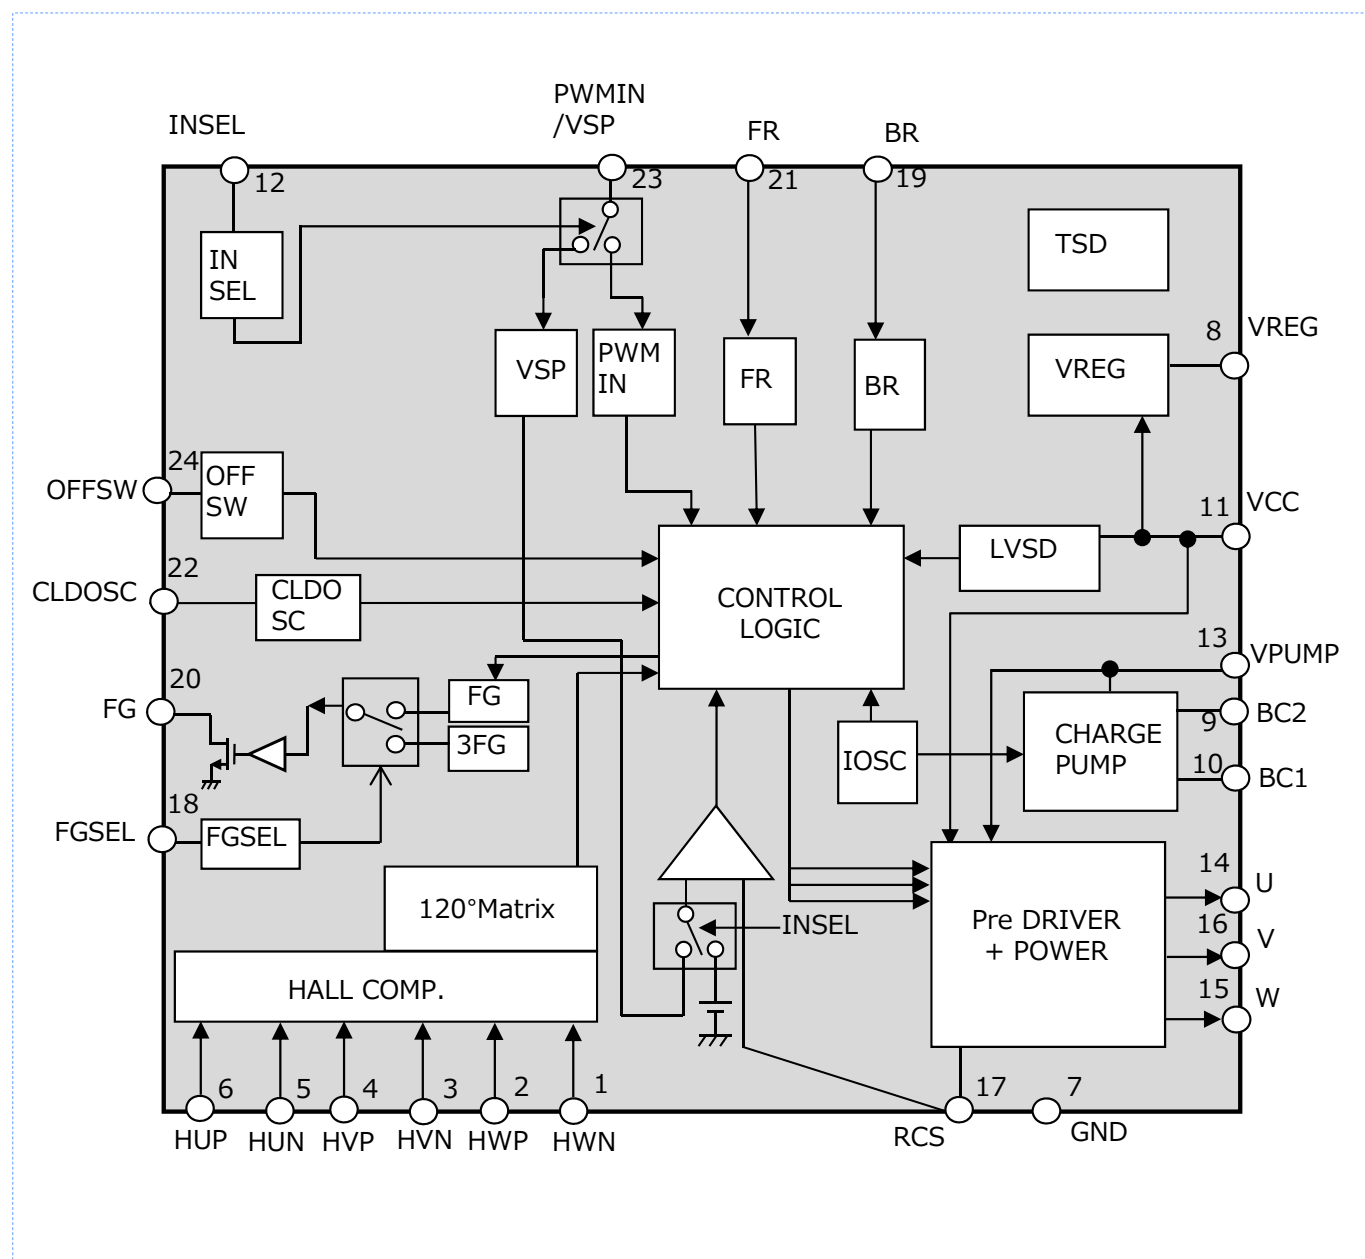 PWMIN
/VSP
INSEL
FR
BR
12
23
21
19
IN
SEL
TSD
8
VREG
VSP
PWM
IN
FR
BR
VREG
24
OFFSW
OFF
SW
11
VCC
LVSD
22
CLDOSC
CLDO
SC
CONTROL
LOGIC
13
VPUMP
20
FG
FG
3FG
IOSC
CHARGE
PUMP
9
BC2
10
BC1
18
FGSEL
FGSEL
120°Matrix
INSEL
Pre DRIVER
+ POWER
14
U
16
V
15
W
HALL COMP.
6
5
4
3
2
1
17
7
HUP
HUN
HVP
HVN
HWP
HWN
RCS
GND